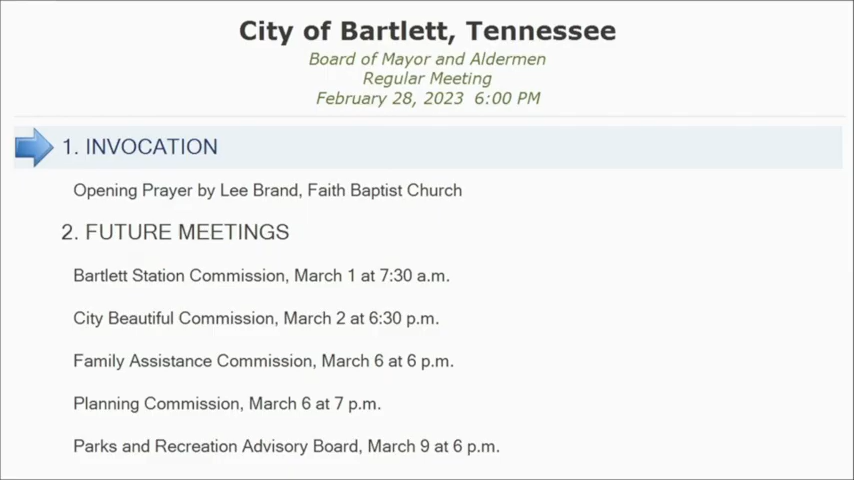 City of Bartlett, Tennessee
Board of Mayor and Aldermen
Regular Meeting
February 28, 2023 6:00 PM
1. INVOCATION
Opening Prayer by Lee Brand, Faith Baptist Church
2. FUTURE MEETINGS
Bartlett Station Commission, March 1 at 7:30 a.m.
City Beautiful Commission, March 2 at 6:30 p.m.
Family Assistance Commission, March 6 at 6 p.m.
Planning Commission, March 6 at 7 p.m.
Parks and Recreation Advisory Board, March 9 at 6 p.m.